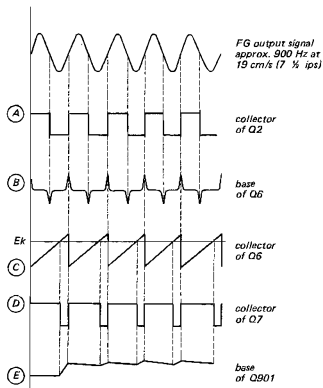 FG output signal
approx. 900 Hz at
19 cm/s (7 ½ ips)
A
collector
of Q2
B
base
of Q6
Ek
C
collector
of Q6
D
collector
of Q7
E
base
of Q901